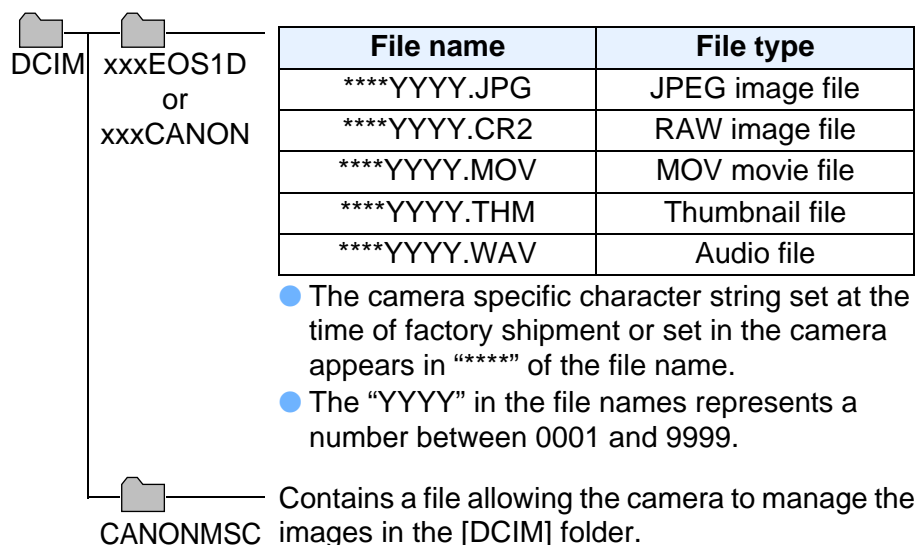 DCIM
xxxEOS1D
or
xxxCANON
File name File type
****YYYY.JPG JPEG image file
****YYYY.CR2 RAW image file
****YYYY.MOV MOV movie file
****YYYY.THM Thumbnail file
****YYYY.WAV Audio file
● The camera specific character string set at the
time of factory shipment or set in the camera
appears in “****” of the file name.
● The “YYYY” in the file names represents a
number between 0001 and 9999.
CANONMSC
Contains a file allowing the camera to manage the
images in the [DCIM] folder.